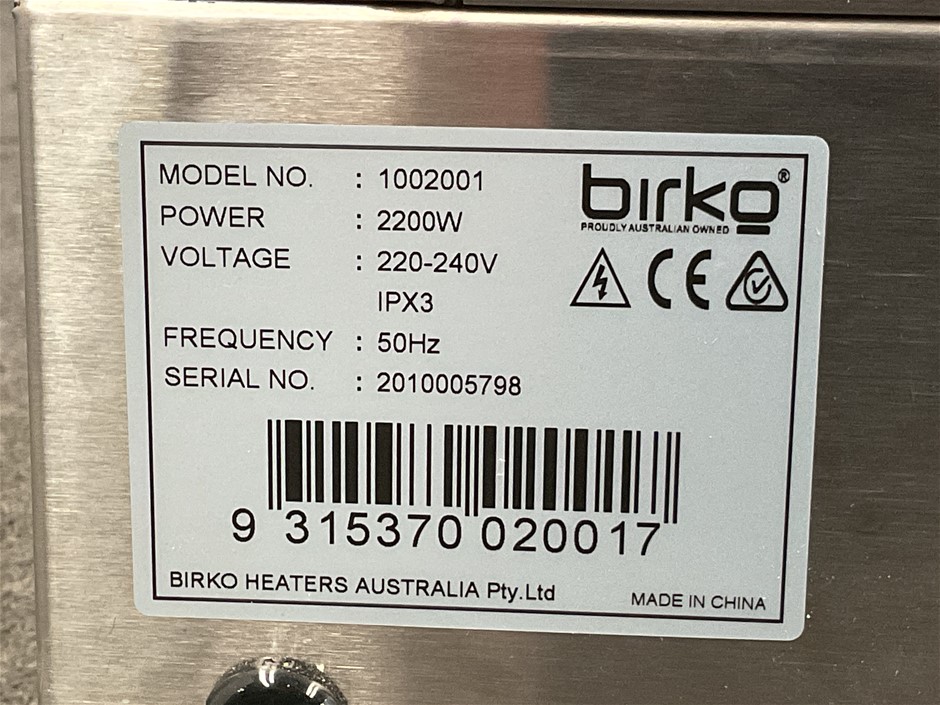 MODEL NO. : 1002001
POWER : 2200W
VOLTAGE : 220-240V
IPX3
FREQUENCY : 50Hz
SERIAL NO. : 2010005798
birko®
PROUDLY AUSTRALIAN OWNED
CE
9 315370 020017
BIRKO HEATERS AUSTRALIA Pty.Ltd
MADE IN CHINA